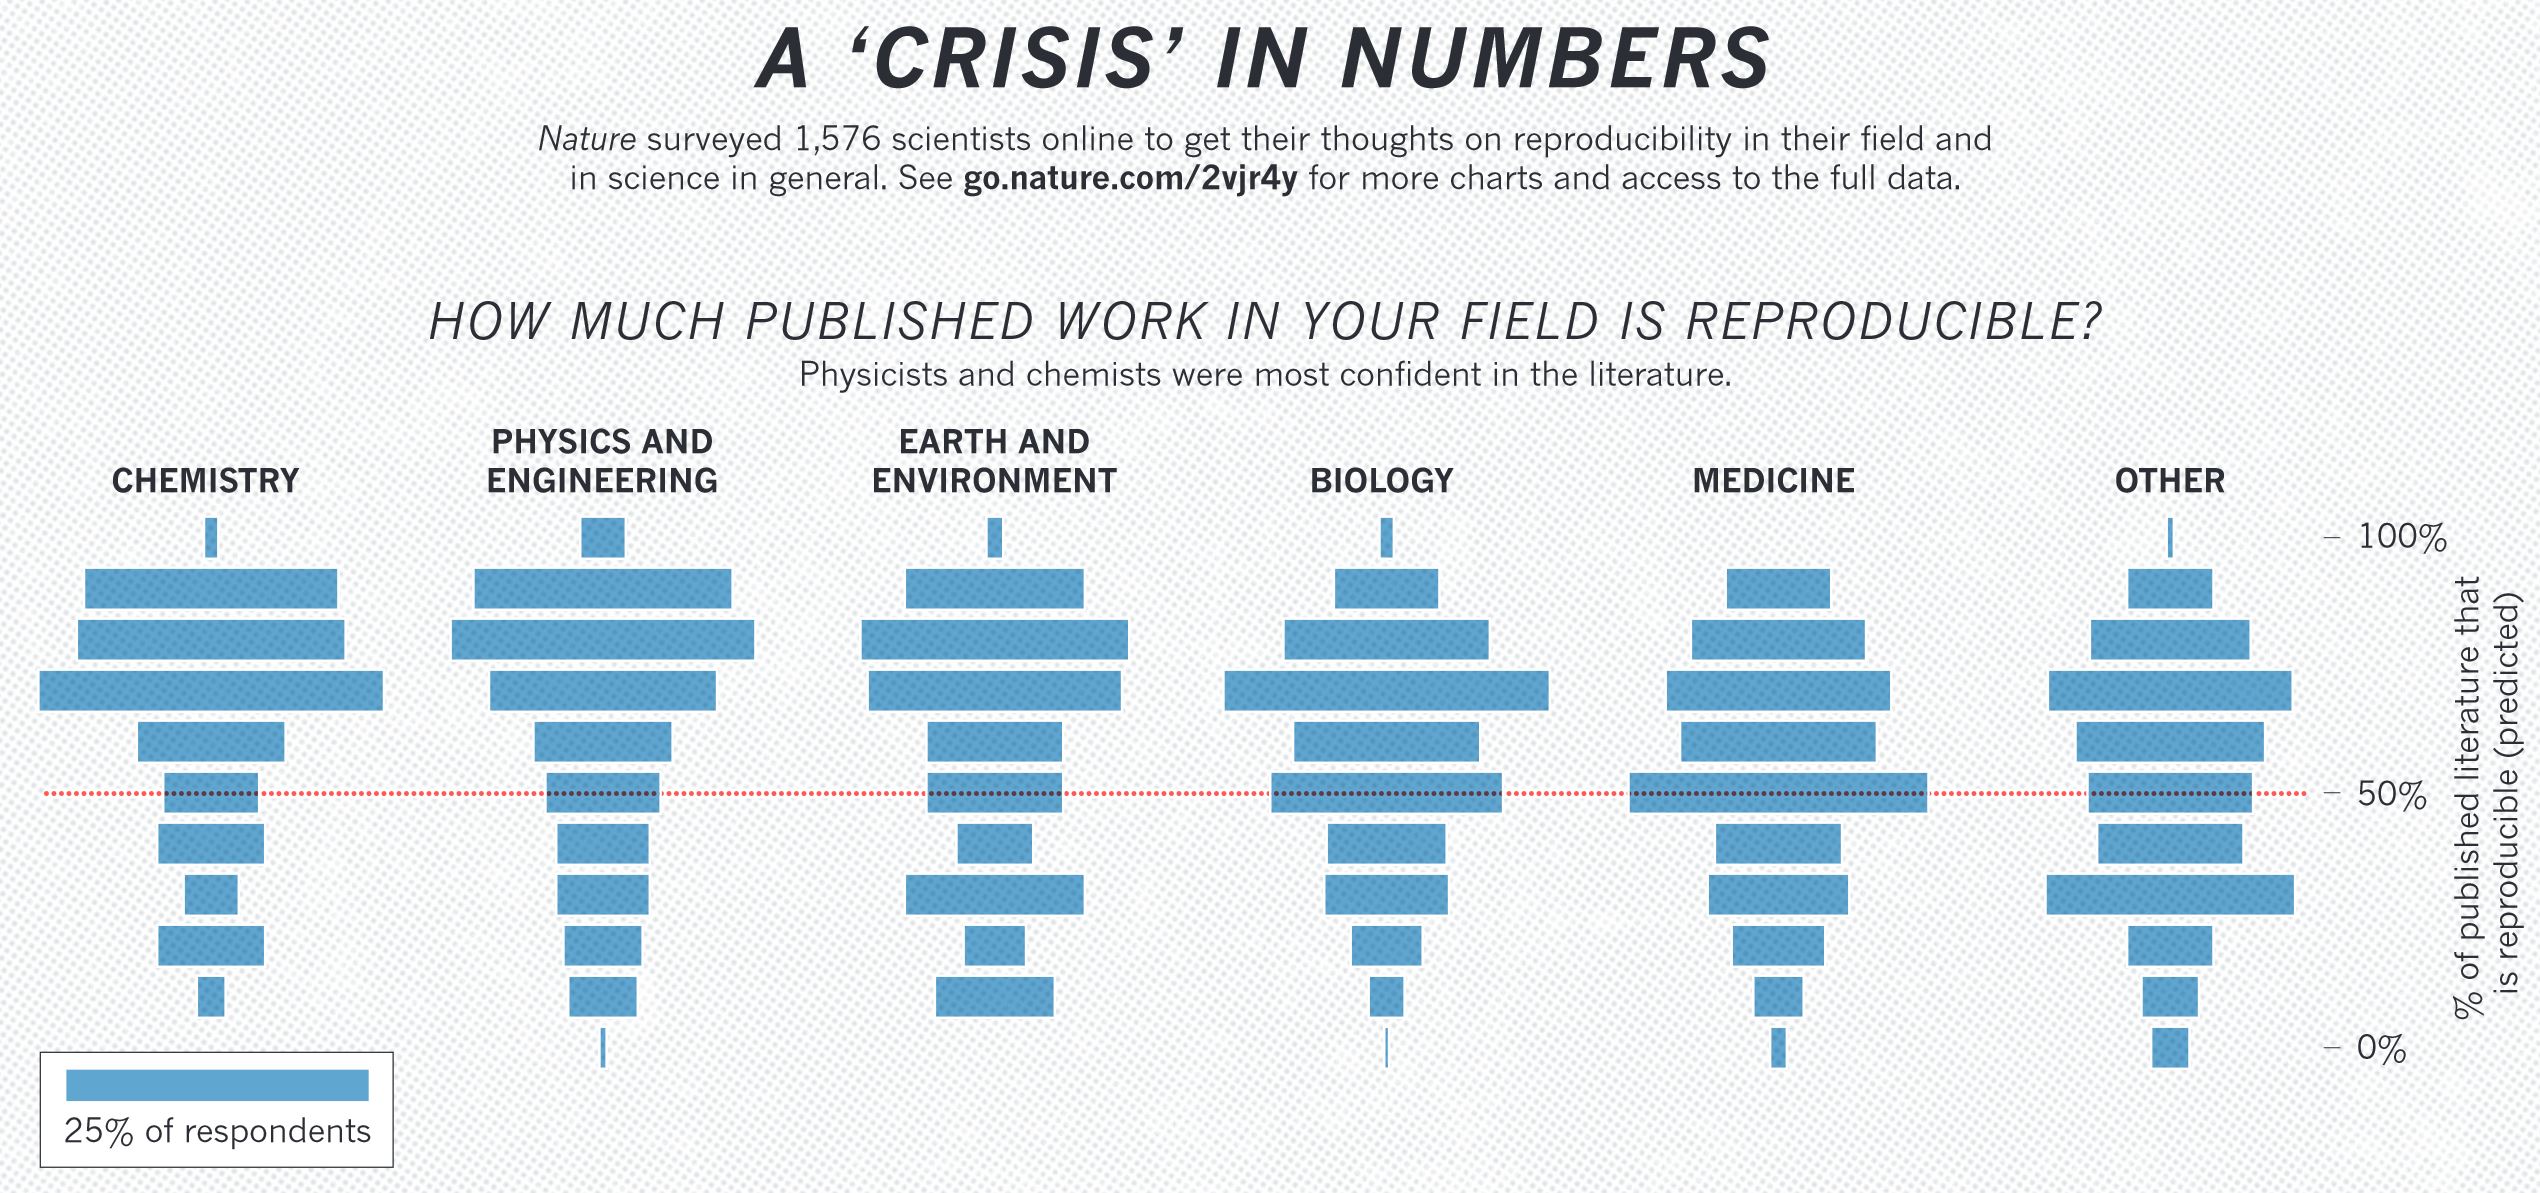 A ‘CRISIS’ IN NUMBERS
Nature surveyed 1,576 scientists online to get their thoughts on reproducibility in their field and
in science in general. See go.nature.com/2vjr4y for more charts and access to the full data.
HOW MUCH PUBLISHED WORK IN YOUR FIELD IS REPRODUCIBLE?
Physicists and chemists were most confident in the literature.
CHEMISTRY
PHYSICS AND
ENGINEERING
EARTH AND
ENVIRONMENT
BIOLOGY
MEDICINE
OTHER
100%
50%
0%
% of published literature that
is reproducible (predicted)
25% of respondents